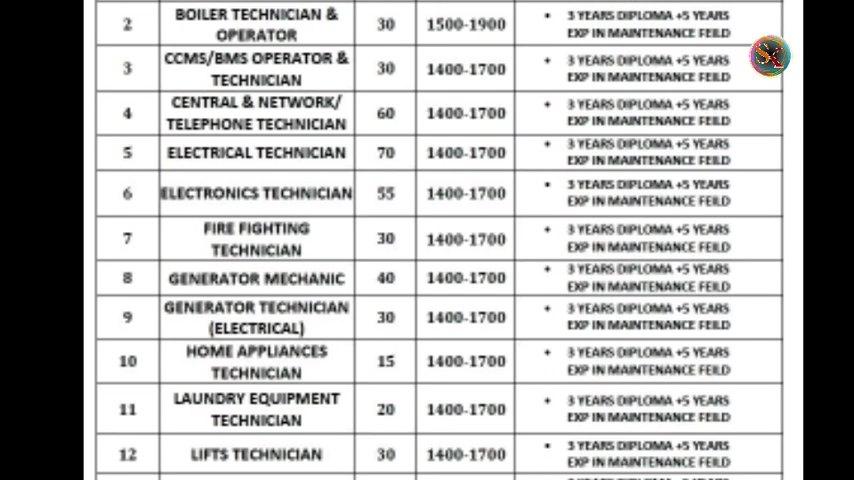 2 BOILER TECHNICIAN & OPERATOR 30 1500-1900 • 3 YEARS DIPLOMA +5 YEARS EXP IN MAINTENANCE FEILD
3 CCMS/BMS OPERATOR & TECHNICIAN 30 1400-1700 • 3 YEARS DIPLOMA +5 YEARS EXP IN MAINTENANCE FEILD
4 CENTRAL & NETWORK/ TELEPHONE TECHNICIAN 60 1400-1700 • 3 YEARS DIPLOMA +5 YEARS EXP IN MAINTENANCE FEILD
5 ELECTRICAL TECHNICIAN 70 1400-1700 • 3 YEARS DIPLOMA +5 YEARS EXP IN MAINTENANCE FEILD
6 ELECTRONICS TECHNICIAN 55 1400-1700 • 3 YEARS DIPLOMA +5 YEARS EXP IN MAINTENANCE FEILD
7 FIRE FIGHTING TECHNICIAN 30 1400-1700 • 3 YEARS DIPLOMA +5 YEARS EXP IN MAINTENANCE FEILD
8 GENERATOR MECHANIC 40 1400-1700 • 3 YEARS DIPLOMA +5 YEARS EXP IN MAINTENANCE FEILD
9 GENERATOR TECHNICIAN (ELECTRICAL) 30 1400-1700 • 3 YEARS DIPLOMA +5 YEARS EXP IN MAINTENANCE FEILD
10 HOME APPLIANCES TECHNICIAN 15 1400-1700 • 3 YEARS DIPLOMA +5 YEARS EXP IN MAINTENANCE FEILD
11 LAUNDRY EQUIPMENT TECHNICIAN 20 1400-1700 • 3 YEARS DIPLOMA +5 YEARS EXP IN MAINTENANCE FEILD
12 LIFTS TECHNICIAN 30 1400-1700 • 3 YEARS DIPLOMA +5 YEARS EXP IN MAINTENANCE FEILD